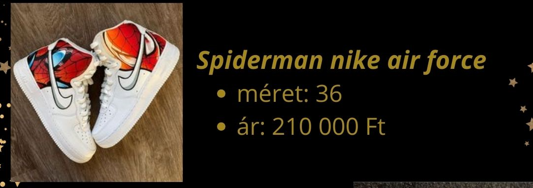 Spiderman nike air force
méret: 36
ár: 210 000 Ft